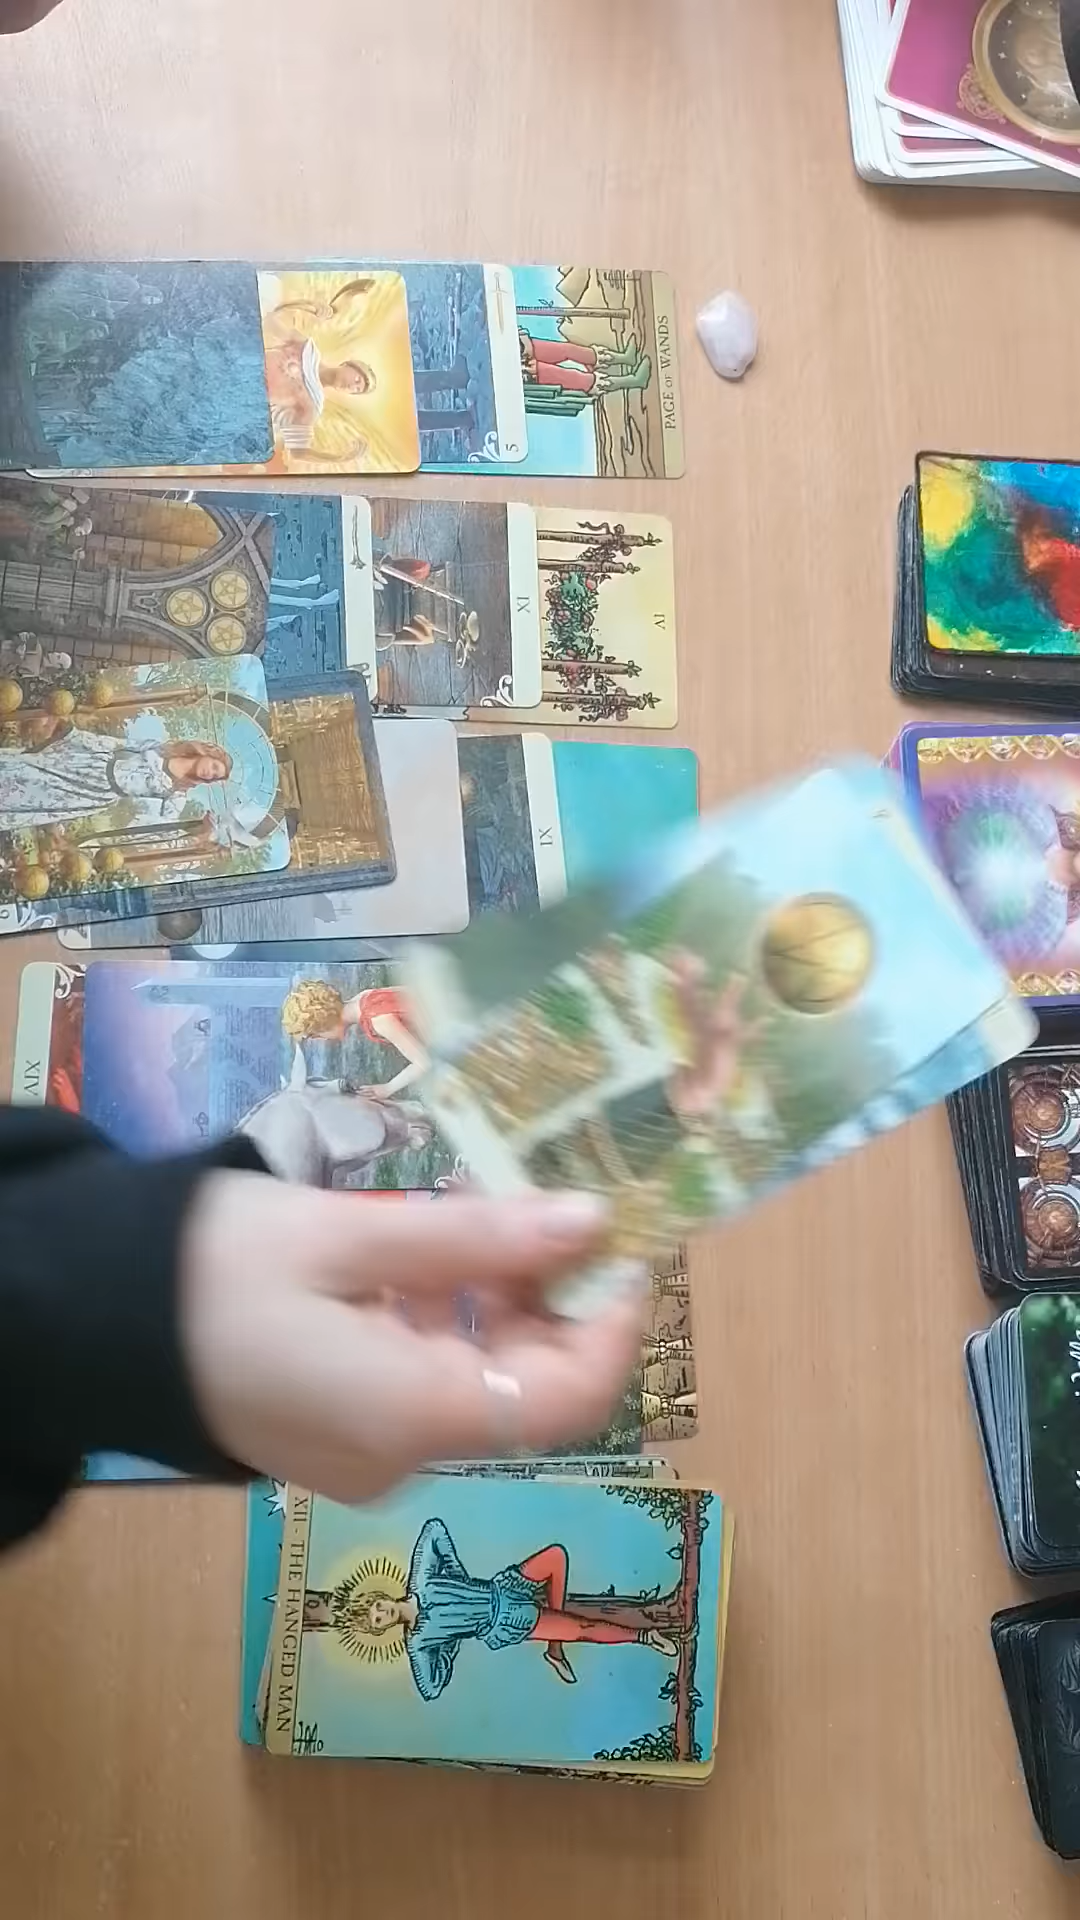 PAGE OF WANDS
5
XI
IV
IX
XIV
XII - THE HANGED MAN